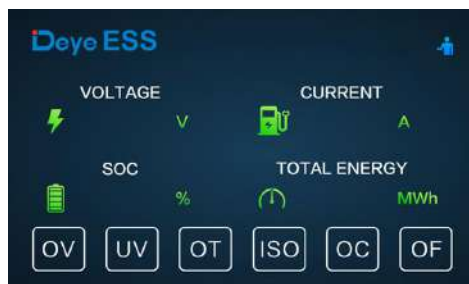 Deye ESS
VOLTAGE CURRENT
V A
SOC TOTAL ENERGY
% MWh
OV UV OT ISO OC OF